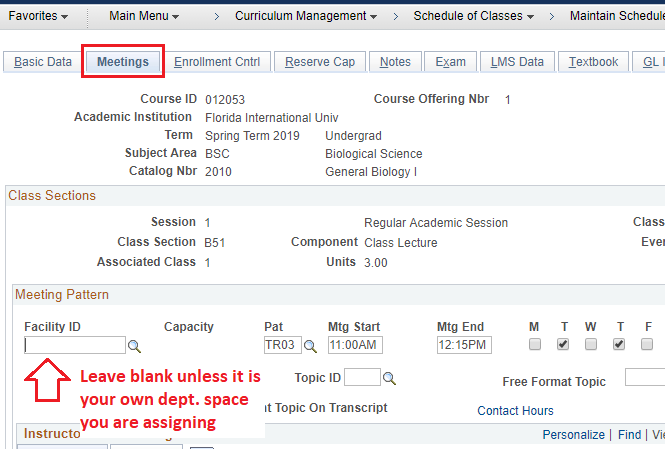 Favorites Main Menu > Curriculum Management > Schedule of Classes > Maintain Schedule
Basic Data Meetings Enrollment Cntrl Reserve Cap Notes Exam LMS Data Textbook GL I
Course ID 012053 Course Offering Nbr 1
Academic Institution Florida International Univ
Term Spring Term 2019 Undergrad
Subject Area BSC Biological Science
Catalog Nbr 2010 General Biology I
Class Sections
Session 1 Regular Academic Session Class
Class Section B51 Component Class Lecture Even
Associated Class 1 Units 3.00
Meeting Pattern
Facility ID Capacity Pat Mtg Start Mtg End M T W T F
TR03 11:00AM 12:15PM
Topic ID Free Format Topic
Leave blank unless it is
your own dept. space
you are assigning
t Topic On Transcript Contact Hours
Instructo g Personalize | Find | Vie